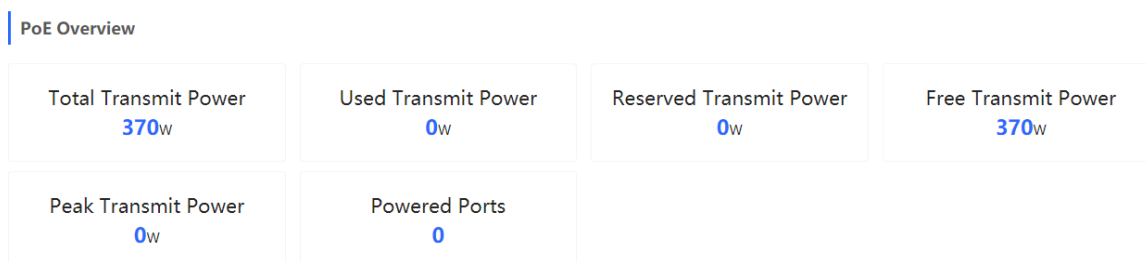 PoE Overview
Total Transmit Power
370W
Used Transmit Power
0W
Reserved Transmit Power
0W
Free Transmit Power
370W
Peak Transmit Power
0W
Powered Ports
0